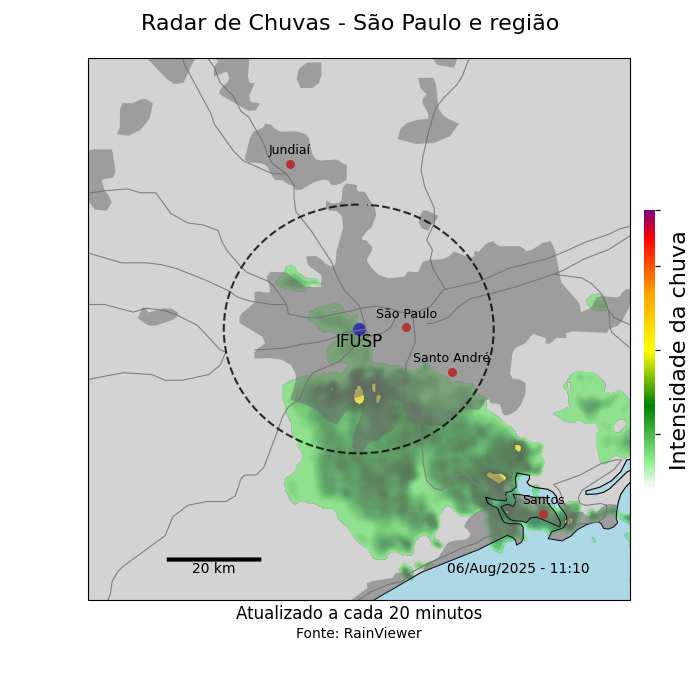 Radar de Chuvas - São Paulo e região
Jundiaí
São Paulo
IFUSP
Santo André
Santos
20 km
06/Aug/2025 - 11:10
Intensidade da chuva
Atualizado a cada 20 minutos
Fonte: RainViewer